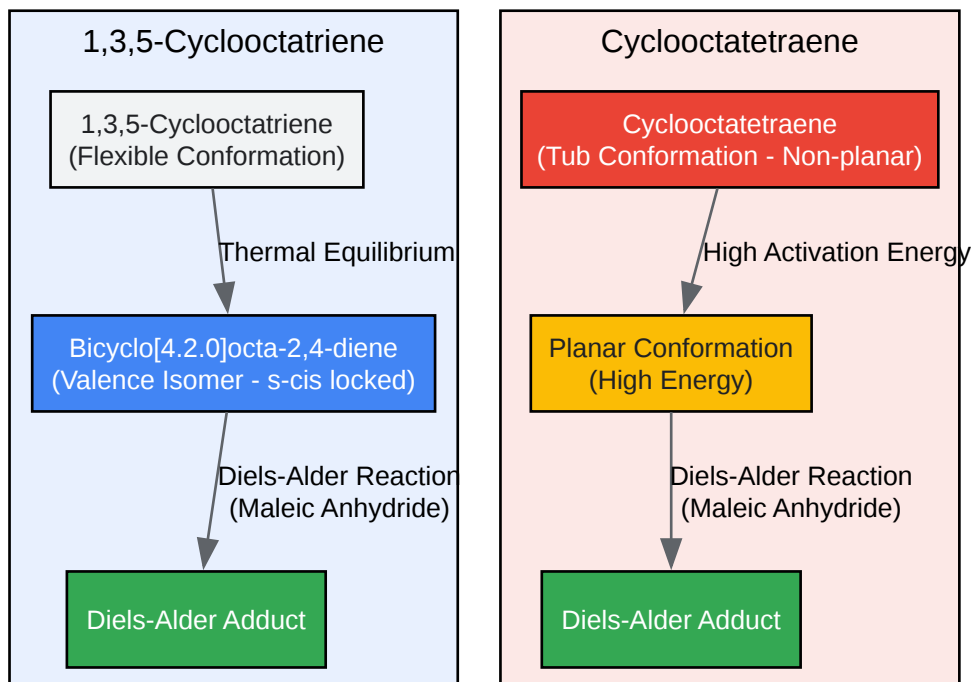 1,3,5-Cyclooctatriene
1,3,5-Cyclooctatriene
(Flexible Conformation)
Thermal Equilibrium
Bicyclo[4.2.0]octa-2,4-diene
(Valence Isomer - s-cis locked)
Diels-Alder Reaction
(Maleic Anhydride)
Diels-Alder Adduct
Cyclooctatetraene
Cyclooctatetraene
(Tub Conformation - Non-planar)
High Activation Energy
Planar Conformation
(High Energy)
Diels-Alder Reaction
(Maleic Anhydride)
Diels-Alder Adduct